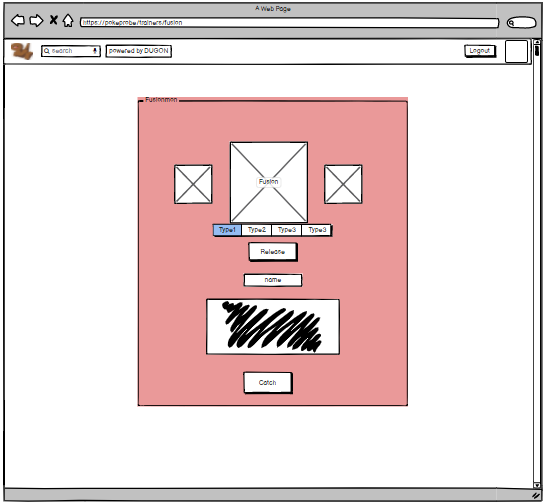 A Web Page
https://pokeprobe/trainers/fusion
search
powered by DUGON
Logout
Fusionmon
Fusion
Type1 Type2 Type3 Type3
Release
name
Catch